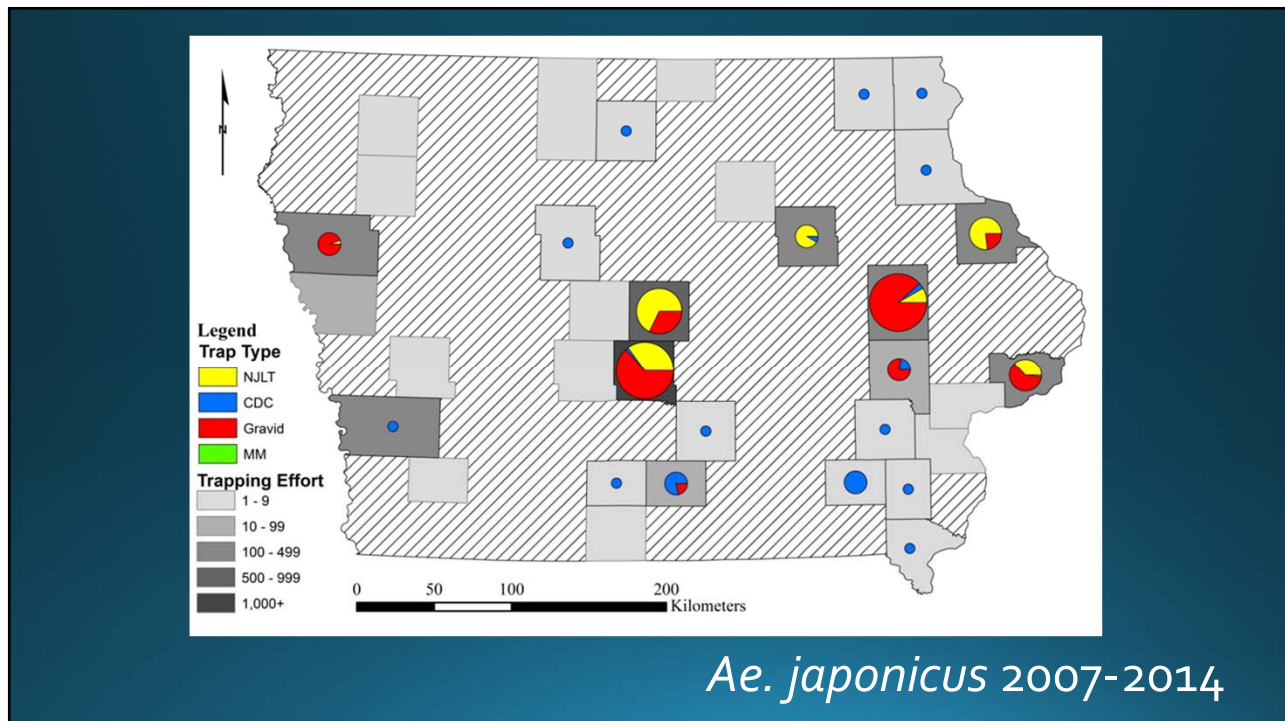 N
Legend
Trap Type
NJLT
CDC
Gravid
MM
Trapping Effort
1 - 9
10 - 99
100 - 499
500 - 999
1,000+
0 50 100 200
Kilometers
Ae. japonicus 2007-2014